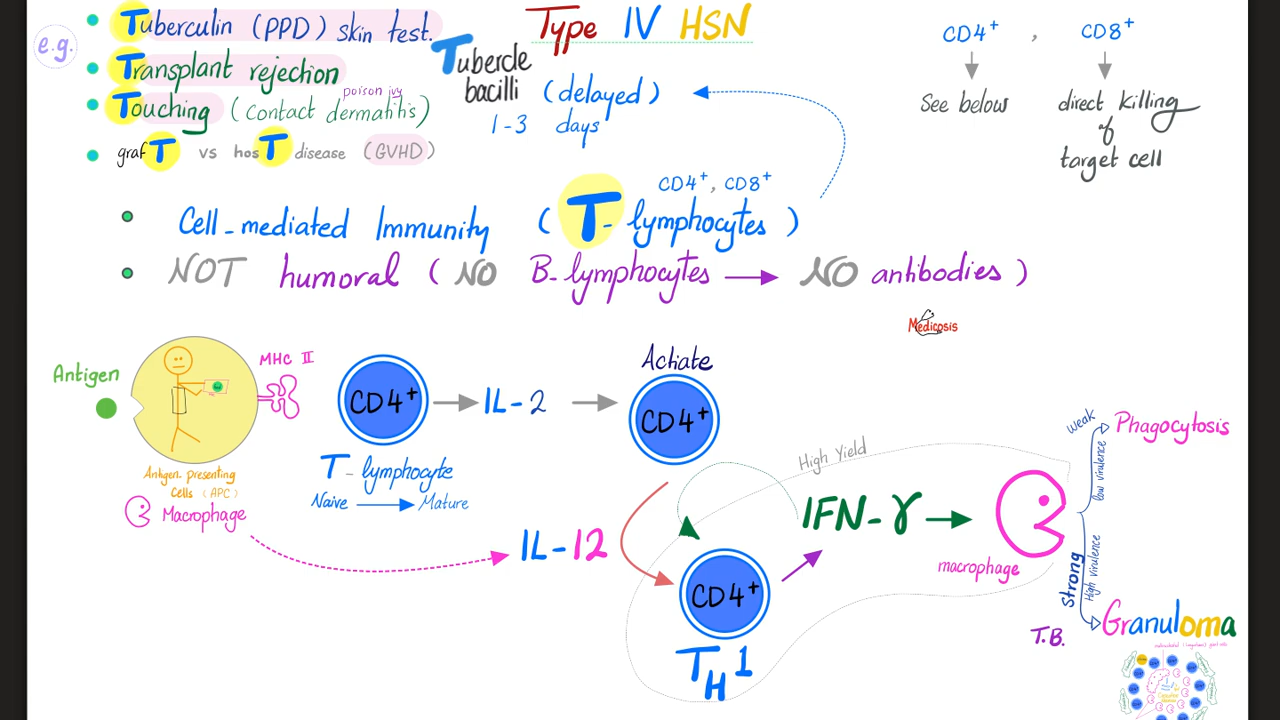 e.g.
Tuberculin (PPD) skin test.
Transplant rejection
poison ivy
Touching (contact dermatitis)
grafT vs hosT disease (GVHD)
Type IV HSN
Tubercle
bacilli
(delayed)
1-3 days
CD4+ , CD8+
See below
direct killing
of
target cell
CD4+, CD8+
Cell-mediated Immunity (T-lymphocytes)
NOT humoral (NO B-lymphocytes → NO antibodies)
Medicosis
Antigen
MHC II
Antigen presenting
Cells (APC)
Macrophage
CD4+
T-lymphocyte
Naive → Mature
IL-2
Activate
CD4+
IL-12
CD4+
TH1
High Yield
IFN-γ
macrophage
weak
low virulence
Phagocytosis
strong
High virulence
T.B.
Granuloma